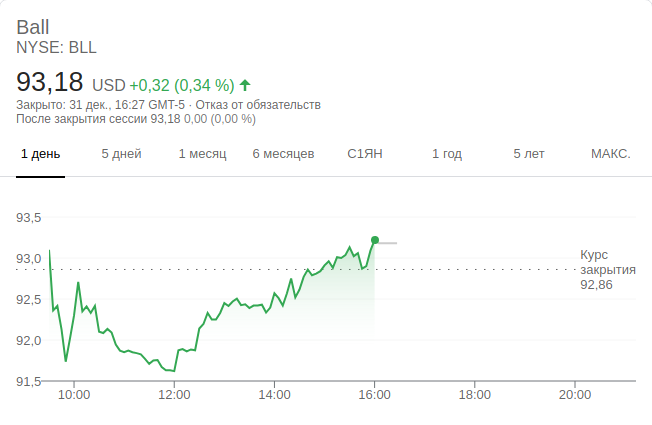 Ball
NYSE: BLL
93,18 USD +0,32 (0,34 %)
Закрыто: 31 дек., 16:27 GMT-5 · Отказ от обязательств
После закрытия сессии 93,18 0,00 (0,00 %)
1 день 5 дней 1 месяц 6 месяцев С1ЯН 1 год 5 лет МАКС.
93,5
93,0
92,5
92,0
91,5
Курс
закрытия
92,86
10:00 12:00 14:00 16:00 18:00 20:00